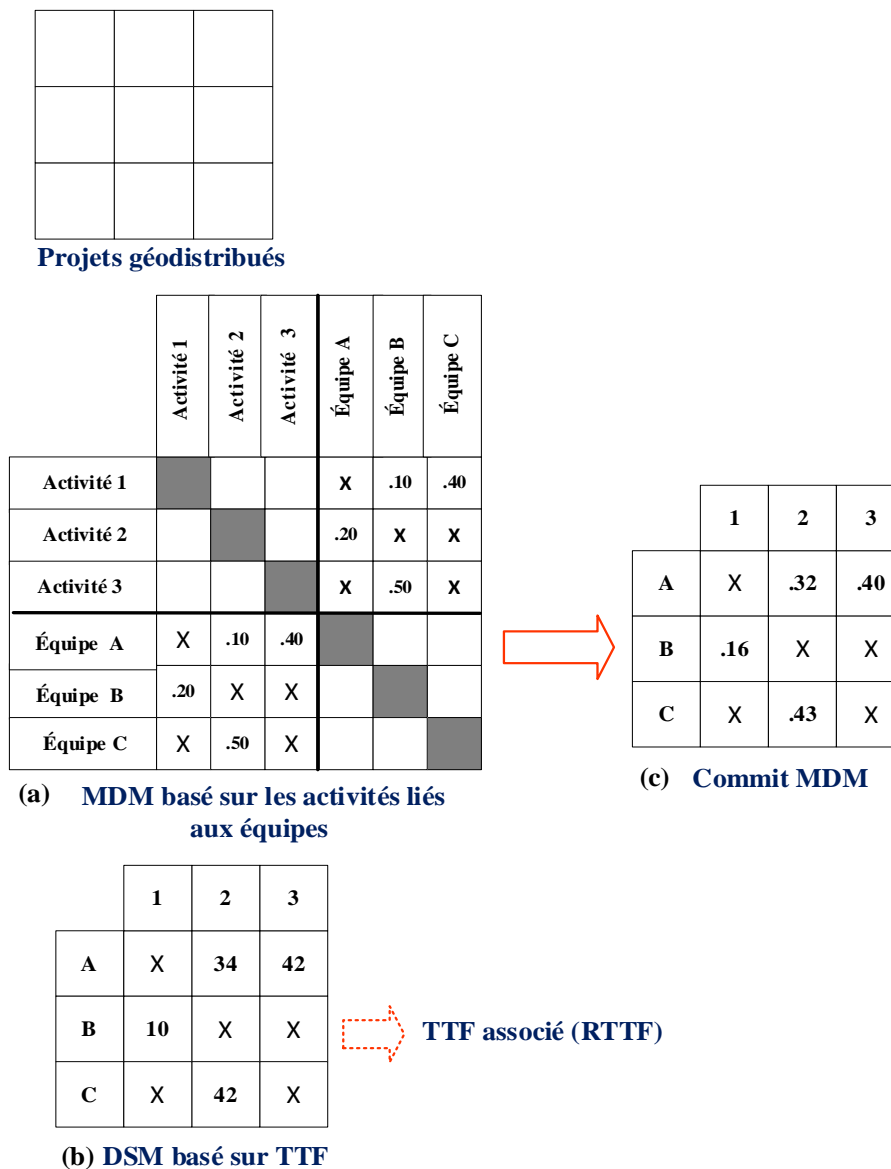 Projets géodistribués
Activité 1 Activité 2 Activité 3 Équipe A Équipe B Équipe C
Activité 1 X .10 .40
Activité 2 .20 X X
Activité 3 X .50 X
Équipe A X .10 .40
Équipe B .20 X X
Équipe C X .50 X
(a) MDM basé sur les activités liés
aux équipes
1 2 3
A X .32 .40
B .16 X X
C X .43 X
(c) Commit MDM
1 2 3
A X 34 42
B 10 X X
C X 42 X
TTF associé (RTTF)
(b) DSM basé sur TTF